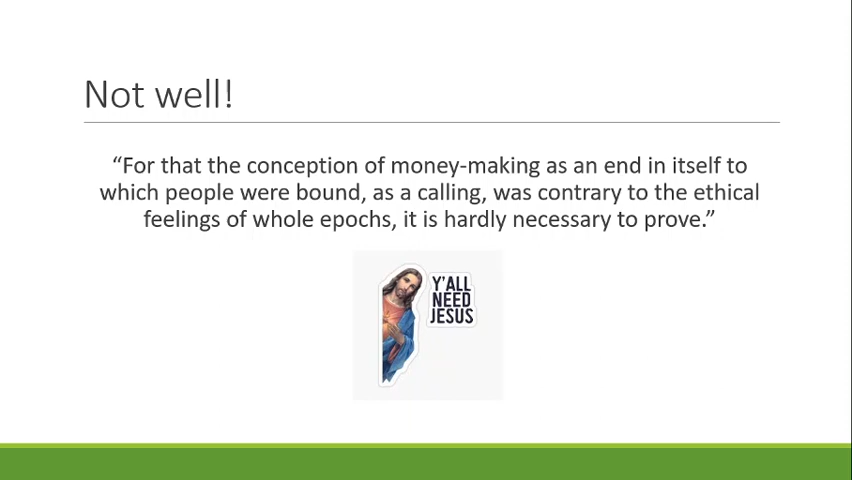 Not well!
“For that the conception of money-making as an end in itself to
which people were bound, as a calling, was contrary to the ethical
feelings of whole epochs, it is hardly necessary to prove.”
Y'ALL
NEED
JESUS